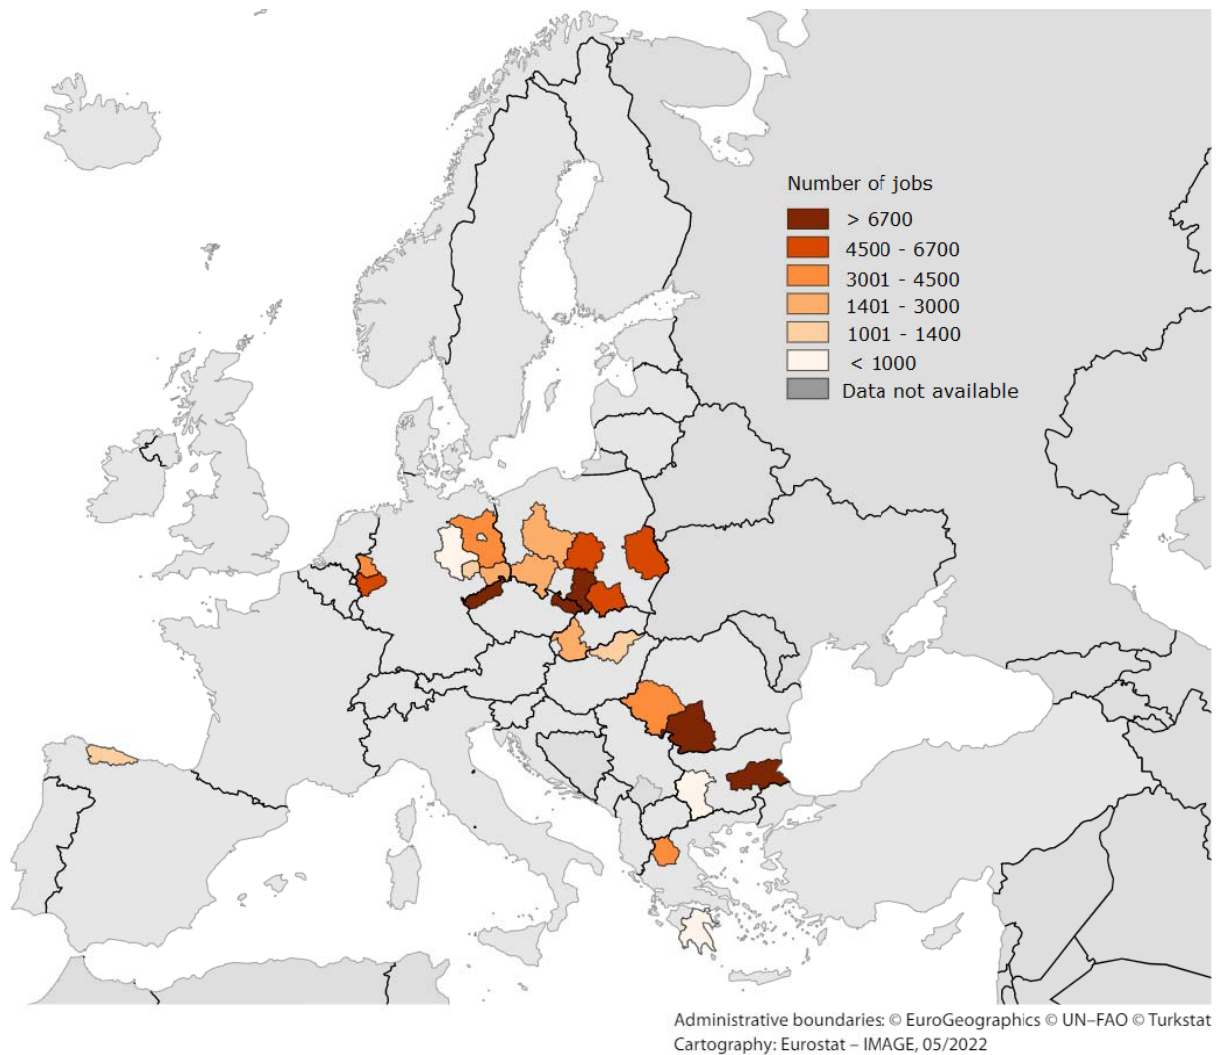 Number of jobs
> 6700
4500 - 6700
3001 - 4500
1401 - 3000
1001 - 1400
< 1000
Data not available
Administrative boundaries: © EuroGeographics © UN–FAO © Turkstat
Cartography: Eurostat – IMAGE, 05/2022